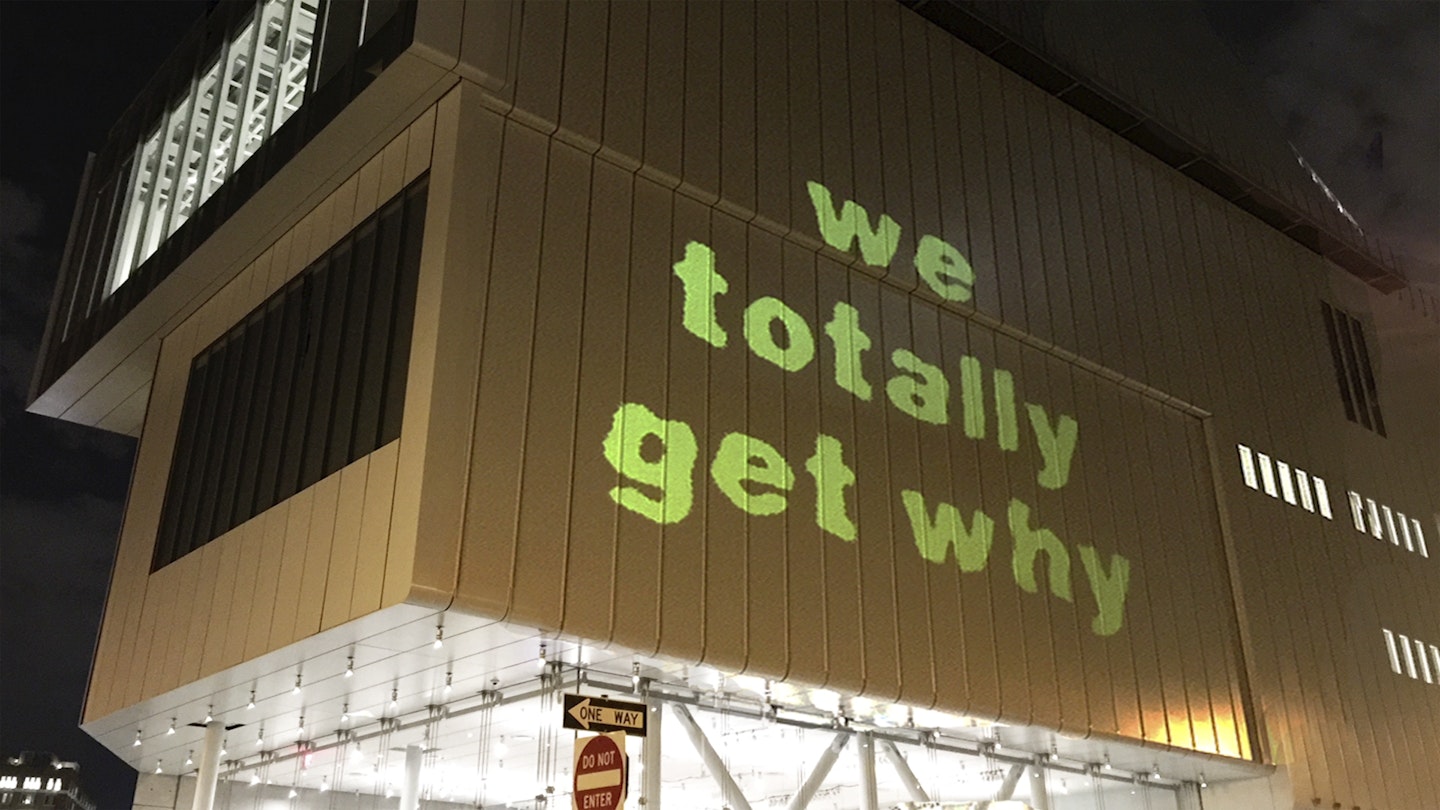 we
totally
get why
ONE WAY
DO NOT
ENTER